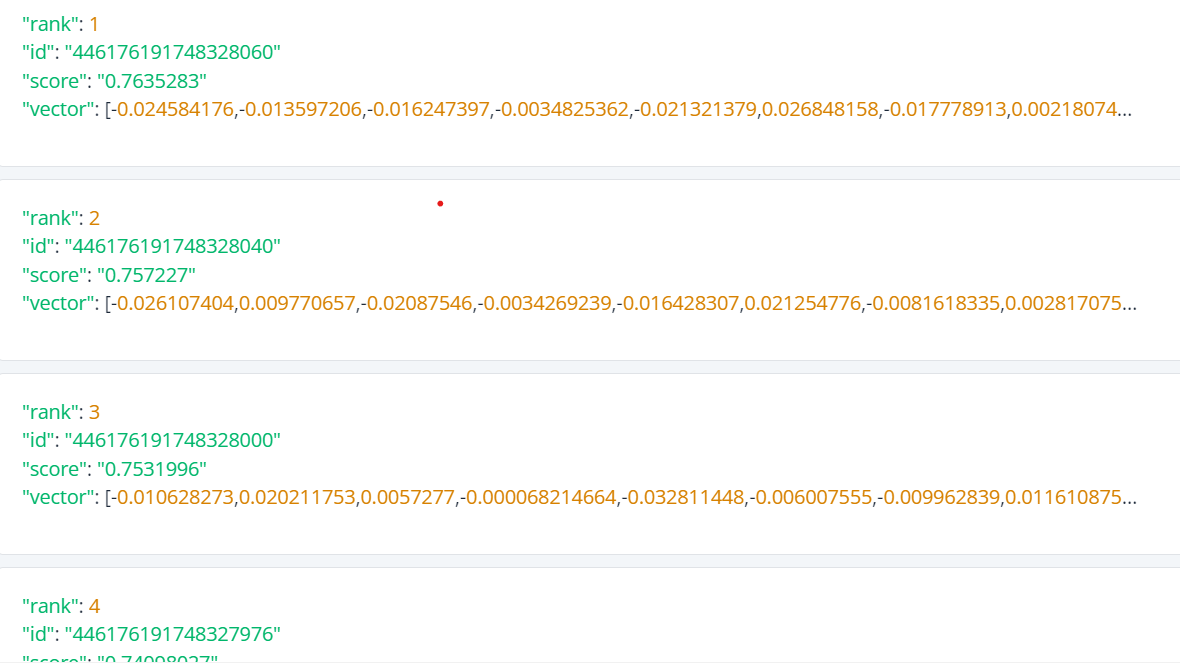 "rank": 1
"id": "446176191748328060"
"score": "0.7635283"
"vector": [-0.024584176,-0.013597206,-0.016247397,-0.0034825362,-0.021321379,0.026848158,-0.017778913,0.00218074...
"rank": 2
"id": "446176191748328040"
"score": "0.757227"
"vector": [-0.026107404,0.009770657,-0.02087546,-0.0034269239,-0.016428307,0.021254776,-0.0081618335,0.002817075...
"rank": 3
"id": "446176191748328000"
"score": "0.7531996"
"vector": [-0.010628273,0.020211753,0.0057277,-0.000068214664,-0.032811448,-0.006007555,-0.009962839,0.011610875...
"rank": 4
"id": "446176191748327976"
"score": "0.74098027"